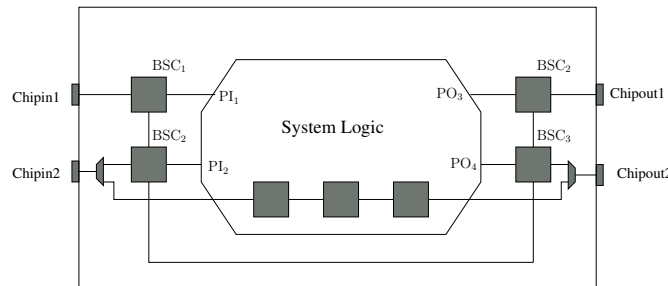 BSC₁
BSC₂
Chipin1
PI₁
PO₃
Chipout1
System Logic
BSC₂
BSC₃
Chipin2
PI₂
PO₄
Chipout2